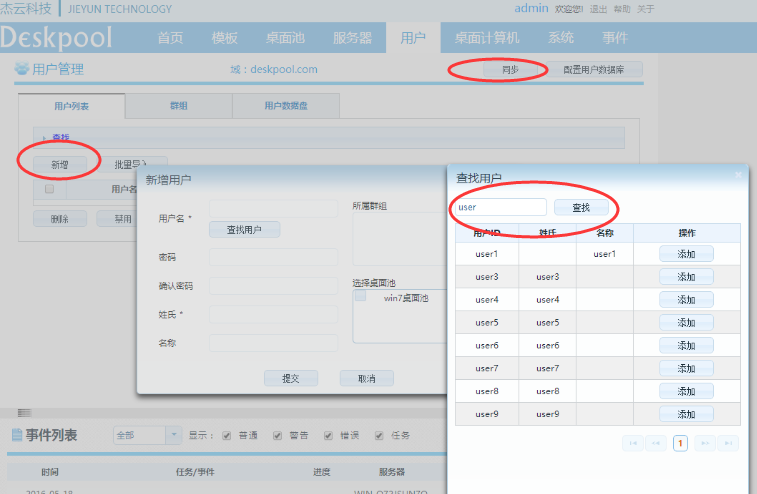 杰云科技 JIEYUN TECHNOLOGY admin 欢迎您! 退出 帮助 关于
Deskpool 首页 模板 桌面池 服务器 用户 桌面计算机 系统 事件
用户管理 域：deskpool.com 同步 配置用户数据库
用户列表 群组 用户数据盘
查找
新增 批量导入
用户名
删除 禁用
新增用户
用户名 *
查找用户
密码
确认密码
姓氏 *
名称
所属群组
选择桌面池
win7桌面池
提交 取消
查找用户
user 查找
用户ID 姓氏 名称 操作
user1 user1 添加
user3 user3 添加
user4 user4 添加
user5 user5 添加
user6 user6 添加
user7 user7 添加
user8 user8 添加
user9 user9 添加
1
事件列表 全部 显示： 普通 警告 错误 任务
时间 任务/事件 进度 服务器